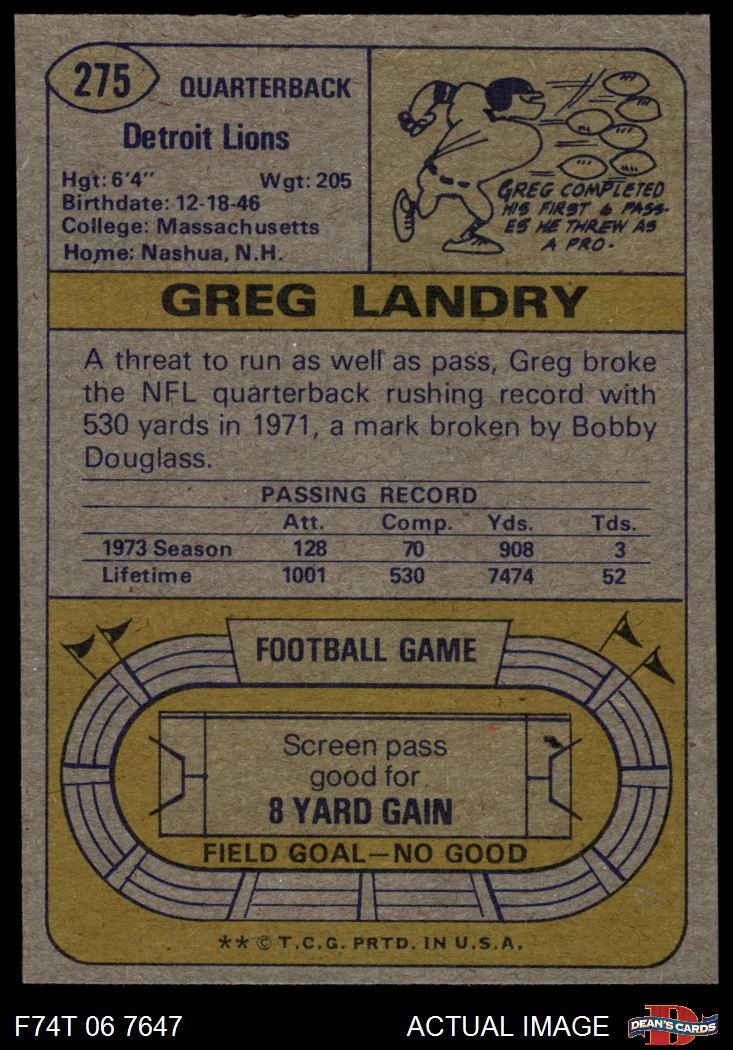 275
QUARTERBACK
Detroit Lions
Hgt: 6'4" Wgt: 205
Birthdate: 12-18-46
College: Massachusetts
Home: Nashua, N.H.
GREG COMPLETED
HIS FIRST 6 PASS-
ES HE THREW AS
A PRO.
GREG LANDRY
A threat to run as well as pass, Greg broke
the NFL quarterback rushing record with
530 yards in 1971, a mark broken by Bobby
Douglass.
PASSING RECORD
Att. Comp. Yds. Tds.
1973 Season 128 70 908 3
Lifetime 1001 530 7474 52
FOOTBALL GAME
Screen pass
good for
8 YARD GAIN
FIELD GOAL—NO GOOD
** © T.C.G. PRTD. IN U.S.A.
F74T 06 7647 ACTUAL IMAGE
D
DEAN'S CARDS